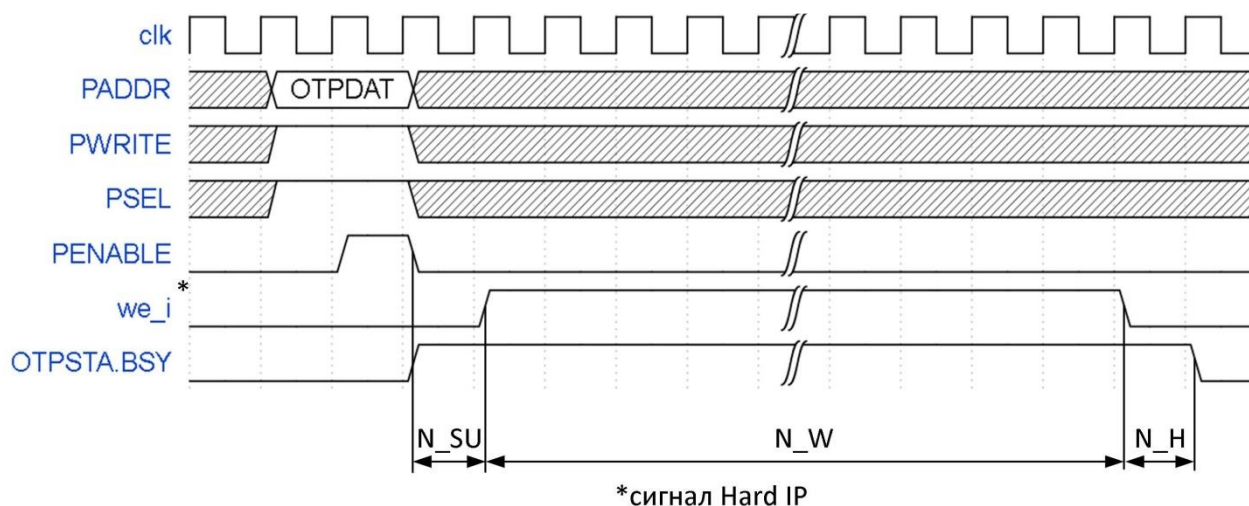 clk
PADDR OTPDAT
PWRITE
PSEL
PENABLE
*
we_i
OTPSTA.BSY
N_SU N_W N_H
*сигнал Hard IP